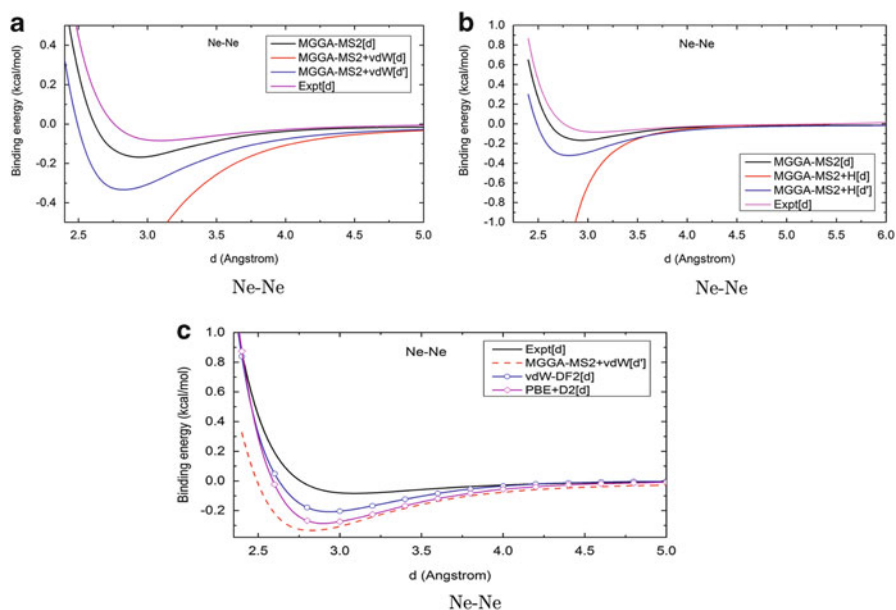 a
Ne-Ne
MGGA-MS2[d]
MGGA-MS2+vdW[d]
MGGA-MS2+vdW[d']
Expt[d]
Binding energy (kcal/mol)
0.4
0.2
0.0
-0.2
-0.4
2.5 3.0 3.5 4.0 4.5 5.0
d (Angstrom)
Ne-Ne
b
Ne-Ne
MGGA-MS2[d]
MGGA-MS2+H[d]
MGGA-MS2+H[d']
Expt[d]
Binding energy (kcal/mol)
1.0
0.8
0.6
0.4
0.2
0.0
-0.2
-0.4
-0.6
-0.8
-1.0
2.5 3.0 3.5 4.0 4.5 5.0 5.5 6.0
d (Angstrom)
Ne-Ne
c
Ne-Ne
Expt[d]
MGGA-MS2+vdW[d']
vdW-DF2[d]
PBE+D2[d]
Binding energy (kcal/mol)
1.0
0.8
0.6
0.4
0.2
0.0
-0.2
2.5 3.0 3.5 4.0 4.5 5.0
d (Angstrom)
Ne-Ne